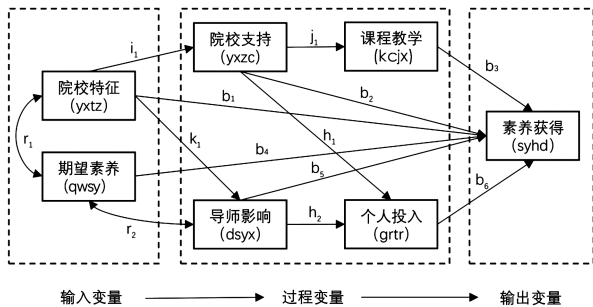 i₁
院校支持
(yxzc)
j₁
课程教学
(kcjx)
b₃
院校特征
(yxtz)
b₁
b₂
素养获得
(syhd)
r₁
k₁
h₁
b₄
期望素养
(qwsy)
b₅
b₆
r₂
导师影响
(dsyx)
h₂
个人投入
(grtr)
输入变量
过程变量
输出变量